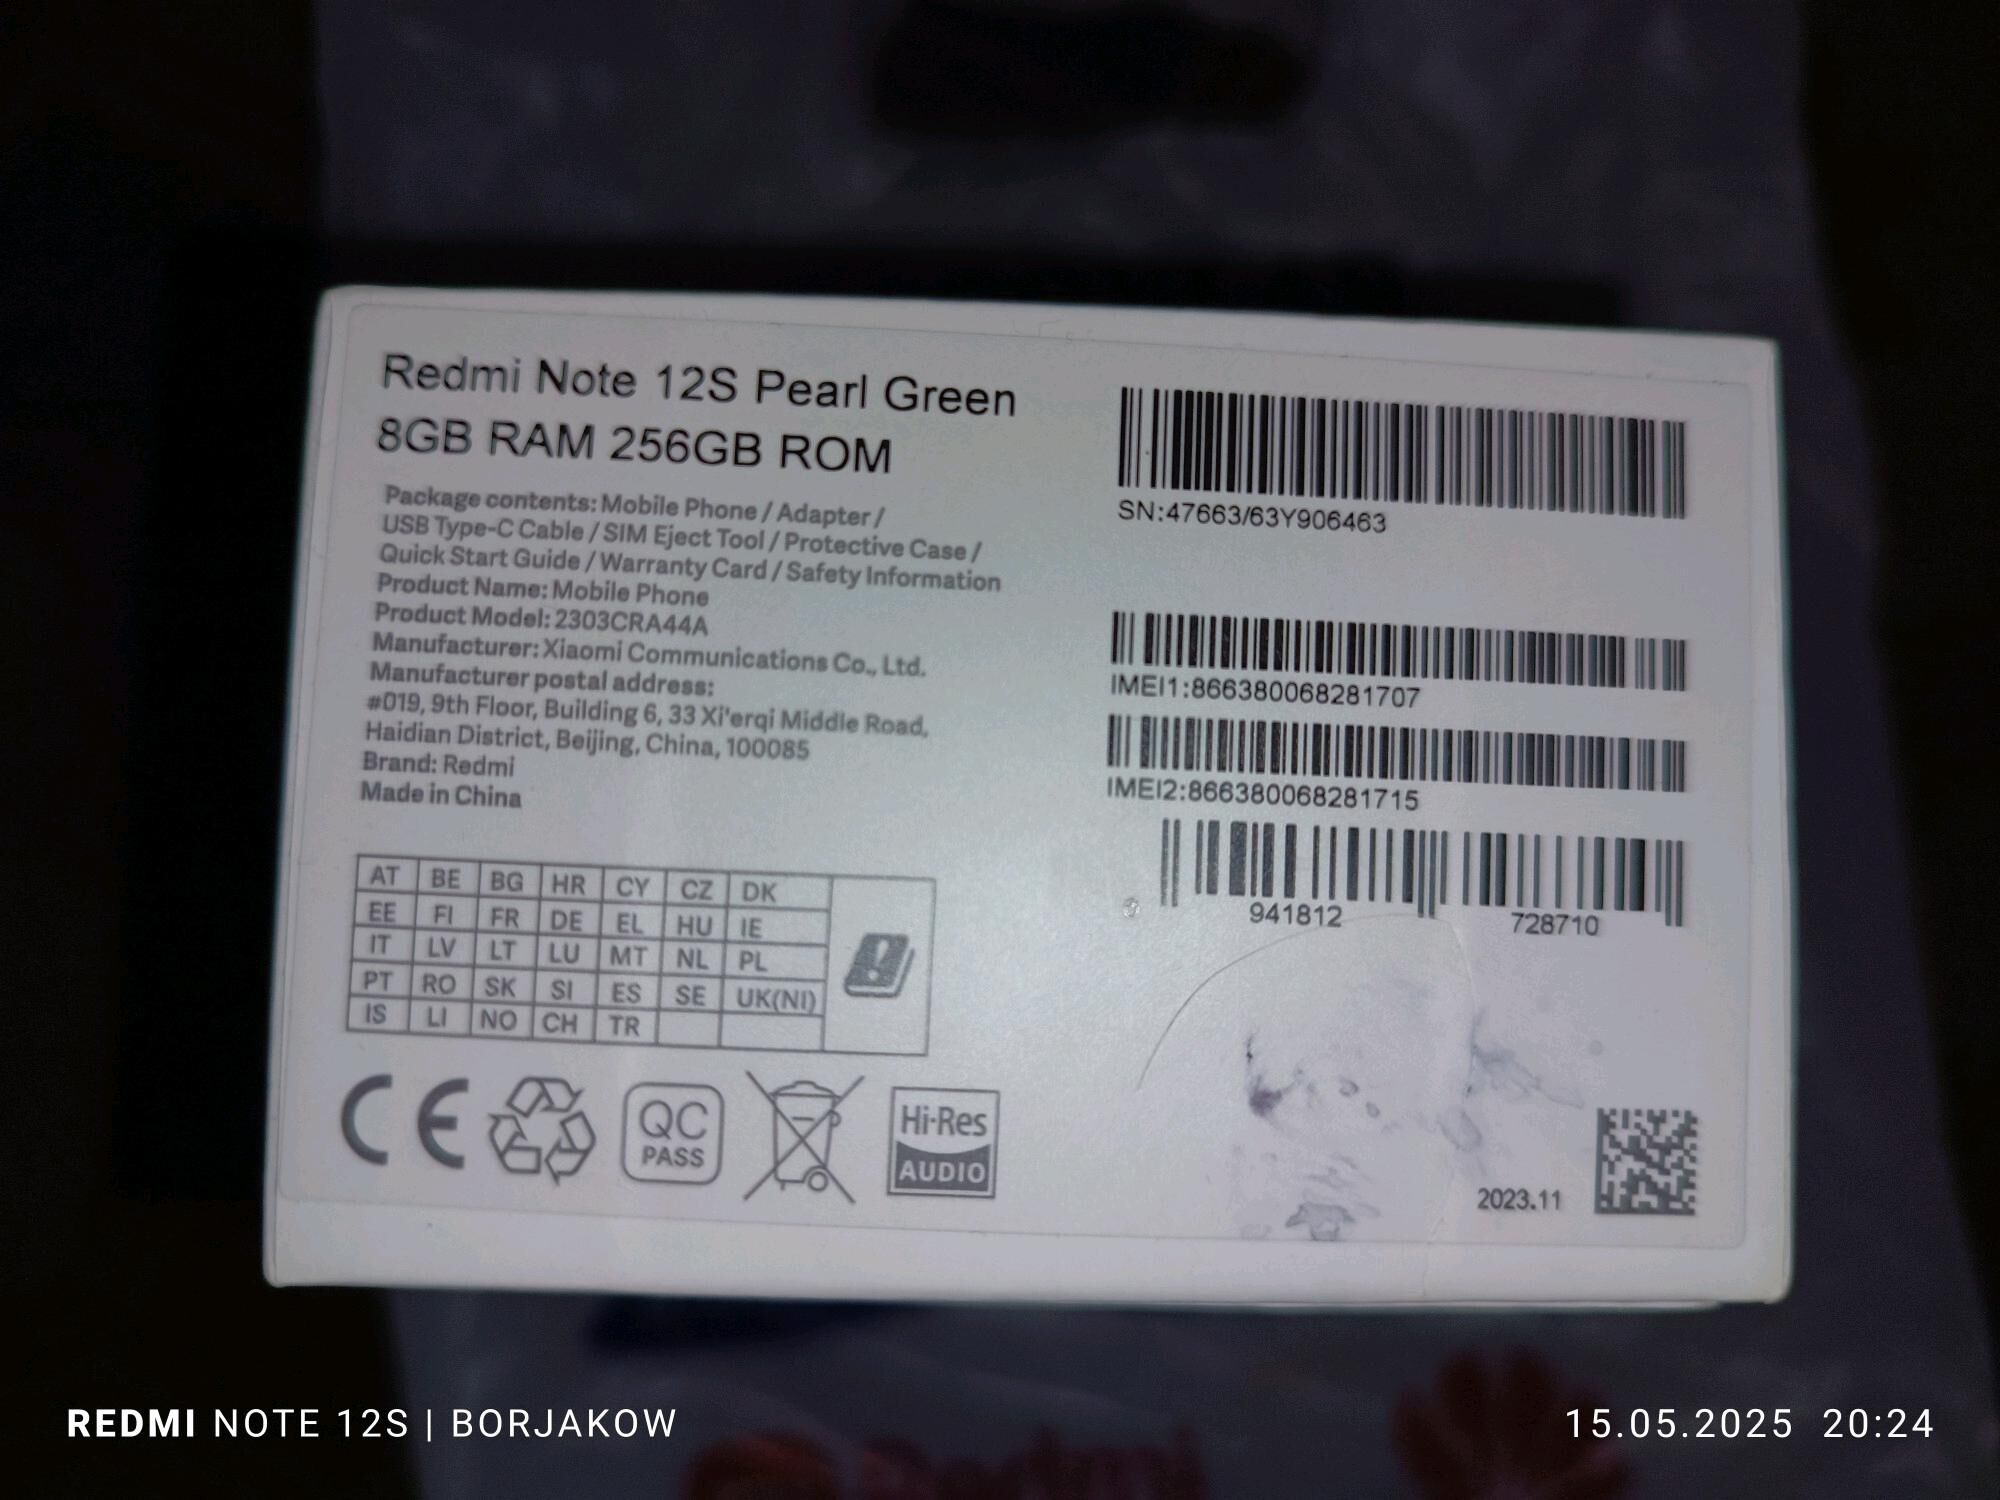 Redmi Note 12S Pearl Green
8GB RAM 256GB ROM
Package contents: Mobile Phone / Adapter /
USB Type-C Cable / SIM Eject Tool / Protective Case /
Quick Start Guide / Warranty Card / Safety Information
Product Name: Mobile Phone
Product Model: 2303CRA44A
Manufacturer: Xiaomi Communications Co., Ltd.
Manufacturer postal address:
#019, 9th Floor, Building 6, 33 Xi'erqi Middle Road,
Haidian District, Beijing, China, 100085
Brand: Redmi
Made in China
AT BE BG HR CY CZ DK
EE FI FR DE EL HU IE
IT LV LT LU MT NL PL
PT RO SK SI ES SE UK(NI)
IS LI NO CH TR
CE
QC
PASS
Hi-Res
AUDIO
SN:47663/63Y906463
IMEI1:866380068281707
IMEI2:866380068281715
941812 728710
2023.11
REDMI NOTE 12S | BORJAKOW
15.05.2025 20:24